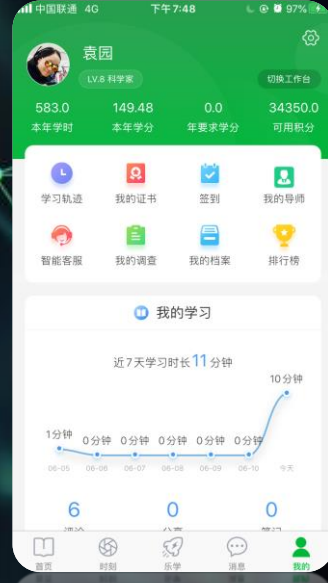 中国联通 4G 下午7:48 97%
袁园
LV.8 科学家
切换工作台
583.0 149.48 0.0 34350.0
本年学时 本年学分 年要求学分 可用积分
学习轨迹 我的证书 签到 我的导师
智能客服 我的调查 我的档案 排行榜
我的学习
近7天学习时长11分钟
10分钟
1分钟 0分钟 0分钟 0分钟 0分钟 0分钟
06-05 06-06 06-07 06-08 06-09 06-10 今天
6 0 0
评论 分享 笔记
首页 时刻 乐学 消息 我的